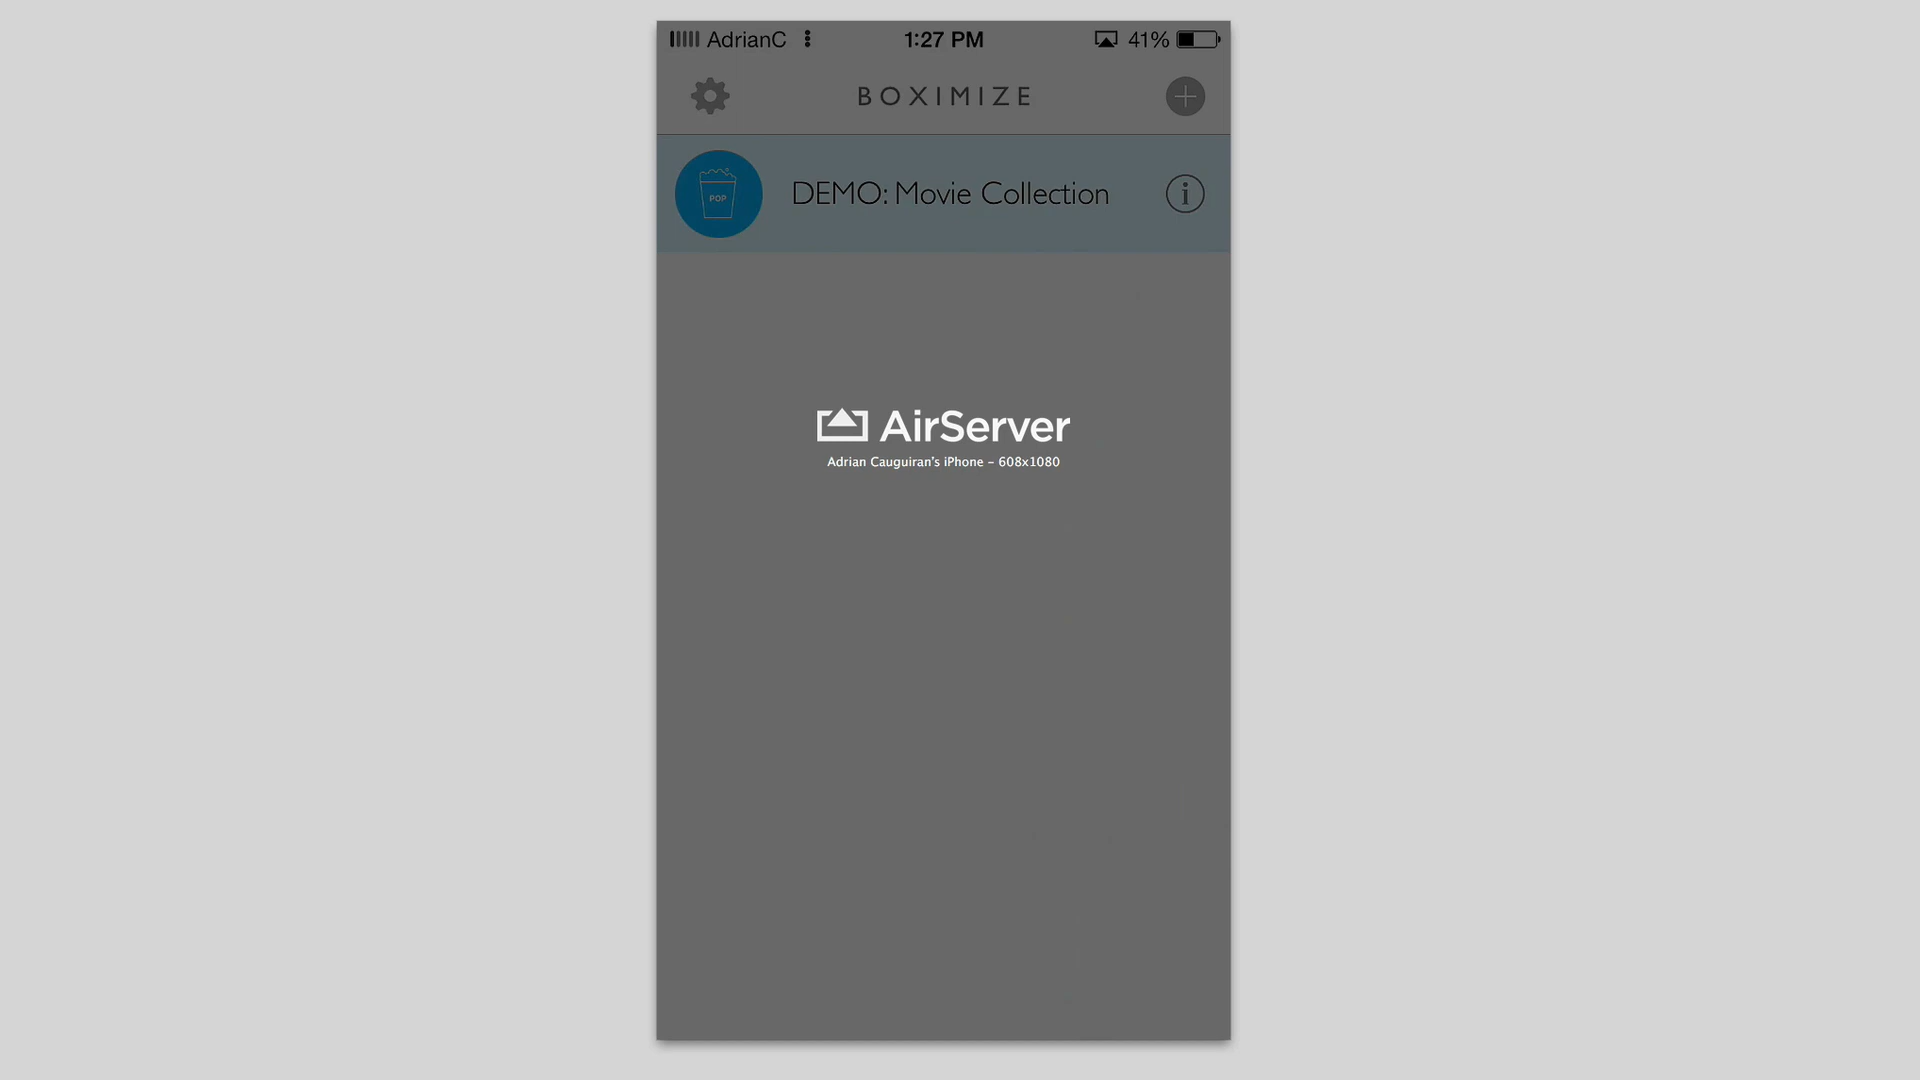 AdrianC 1:27 PM 41%
BOXIMIZE
POP DEMO: Movie Collection i
AirServer
Adrian Cauguiran's iPhone – 608x1080